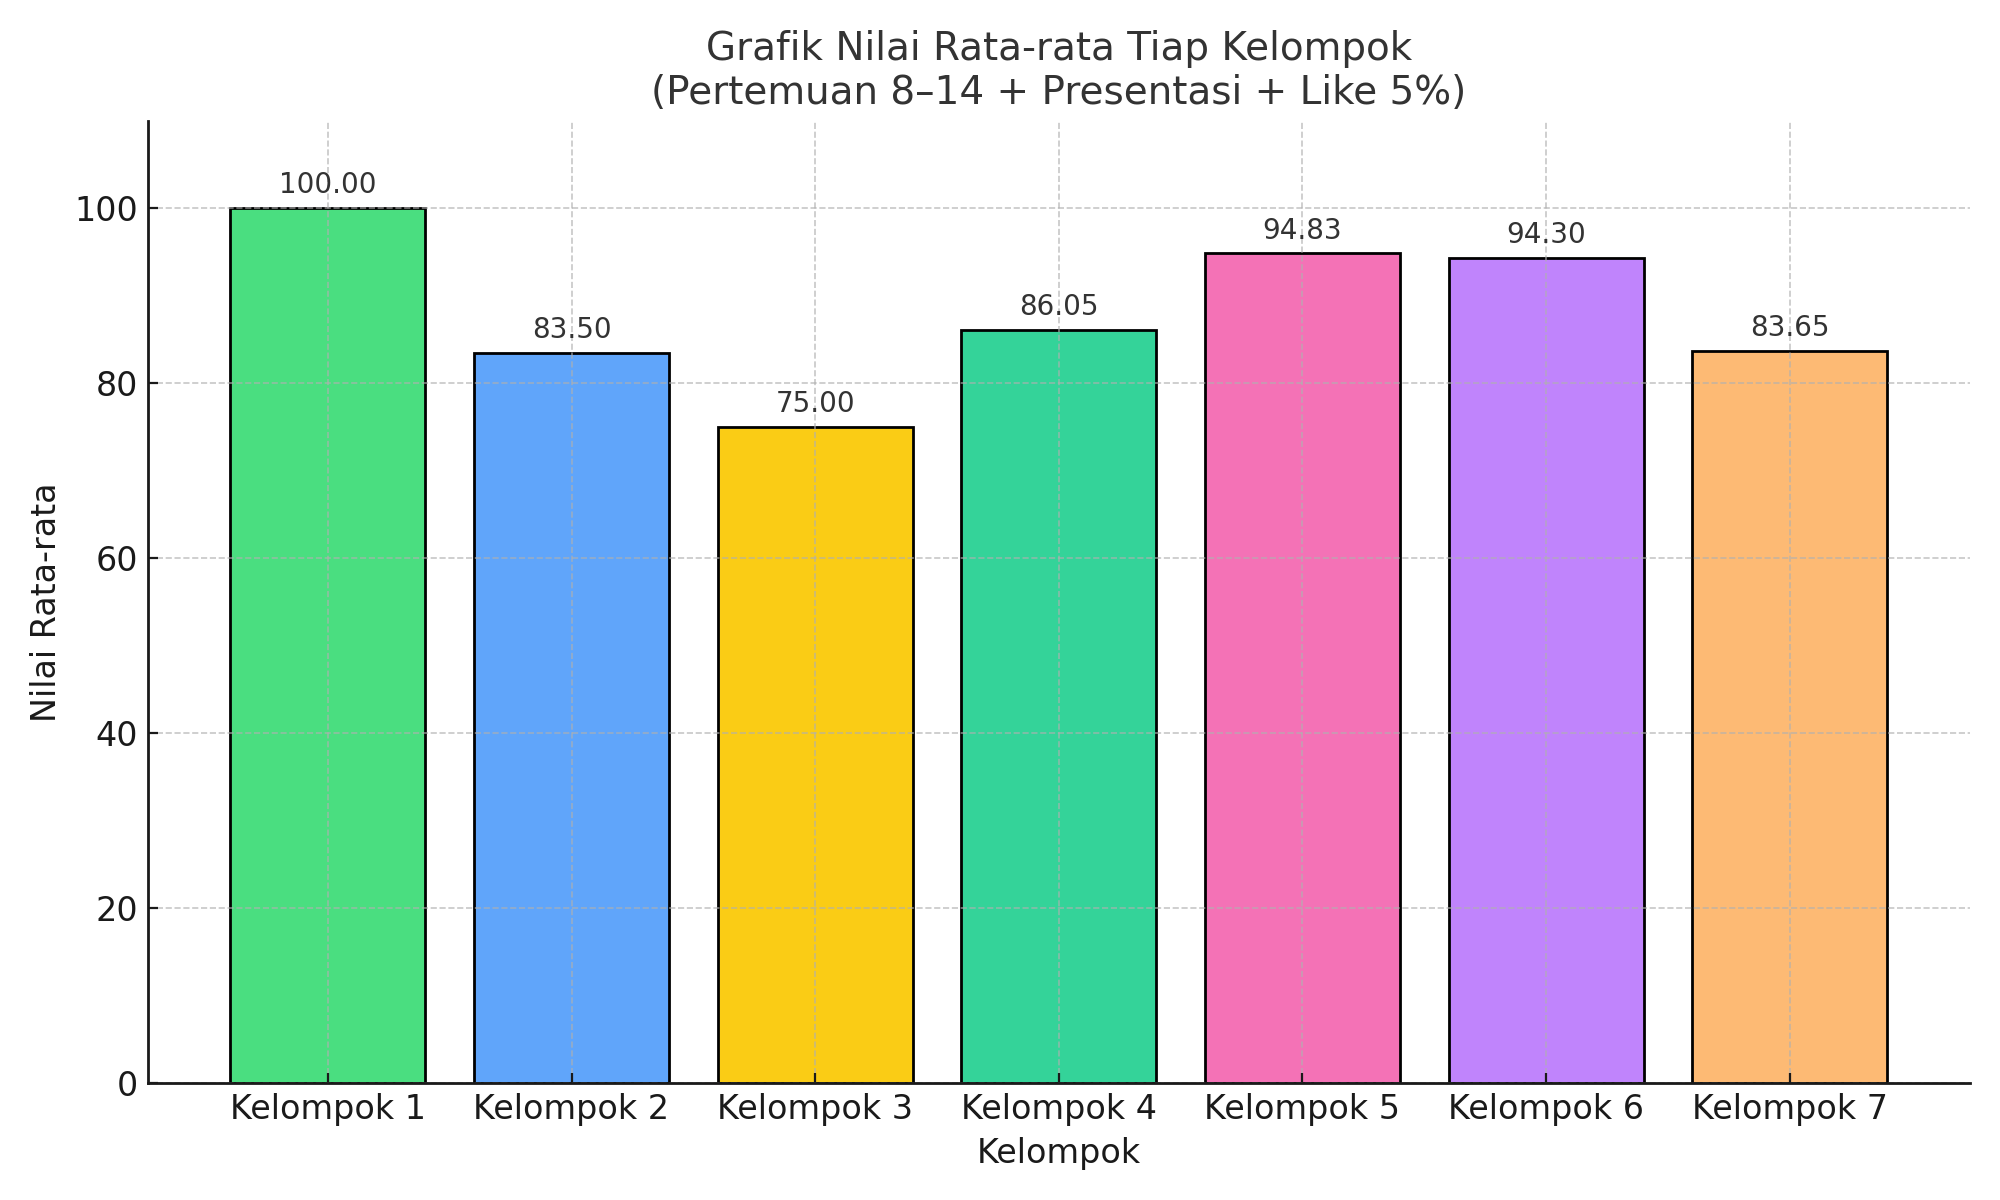 Grafik Nilai Rata-rata Tiap Kelompok
(Pertemuan 8–14 + Presentasi + Like 5%)
Nilai Rata-rata
100
80
60
40
20
0
100.00
83.50
75.00
86.05
94.83
94.30
83.65
Kelompok 1
Kelompok 2
Kelompok 3
Kelompok 4
Kelompok 5
Kelompok 6
Kelompok 7
Kelompok